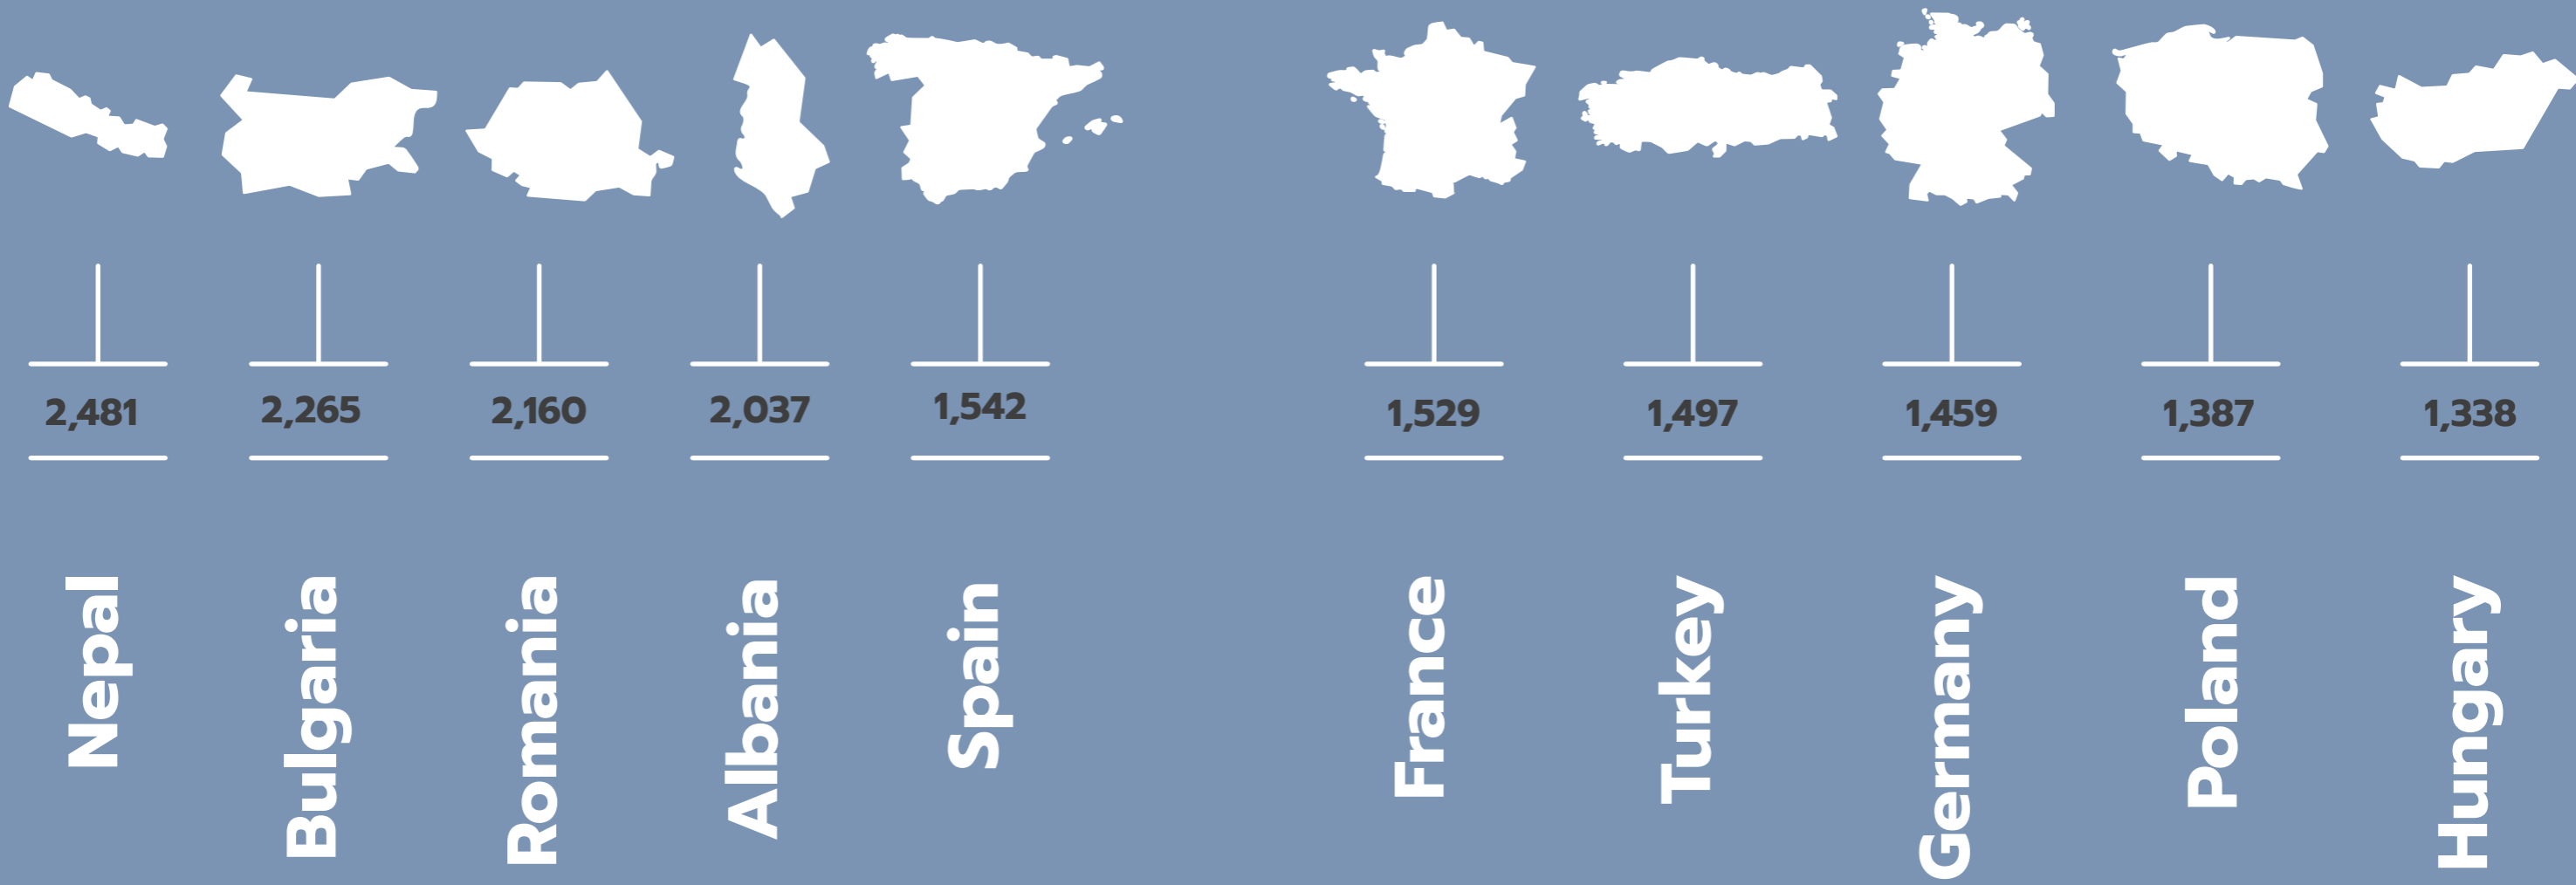 2,481
2,265
2,160
2,037
1,542
1,529
1,497
1,459
1,387
1,338
Nepal
Bulgaria
Romania
Albania
Spain
France
Turkey
Germany
Poland
Hungary